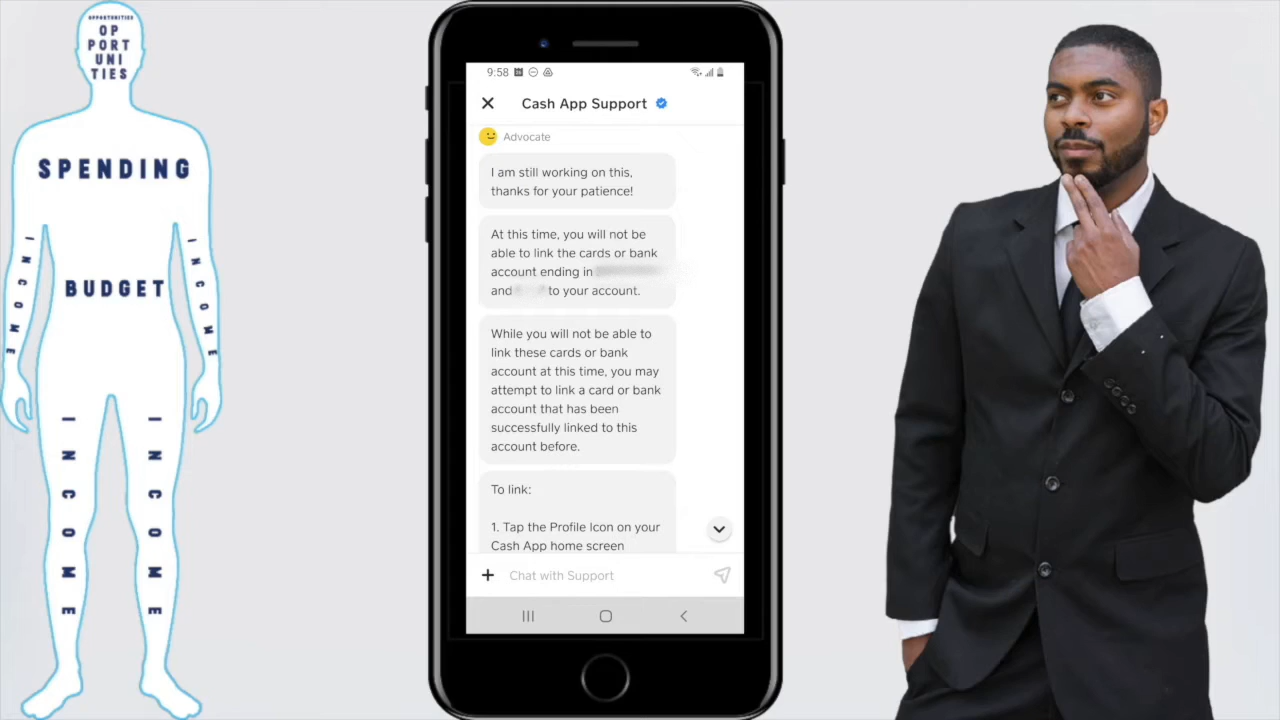 OPPORTUNITIES
OP
PORT
UNI
TIES
SPENDING
BUDGET
INCOME
INCOME
INCOME
INCOME
9:58
Cash App Support
Advocate
I am still working on this,
thanks for your patience!
At this time, you will not be
able to link the cards or bank
account ending in
and to your account.
While you will not be able to
link these cards or bank
account at this time, you may
attempt to link a card or bank
account that has been
successfully linked to this
account before.
To link:
1. Tap the Profile Icon on your
Cash App home screen
Chat with Support